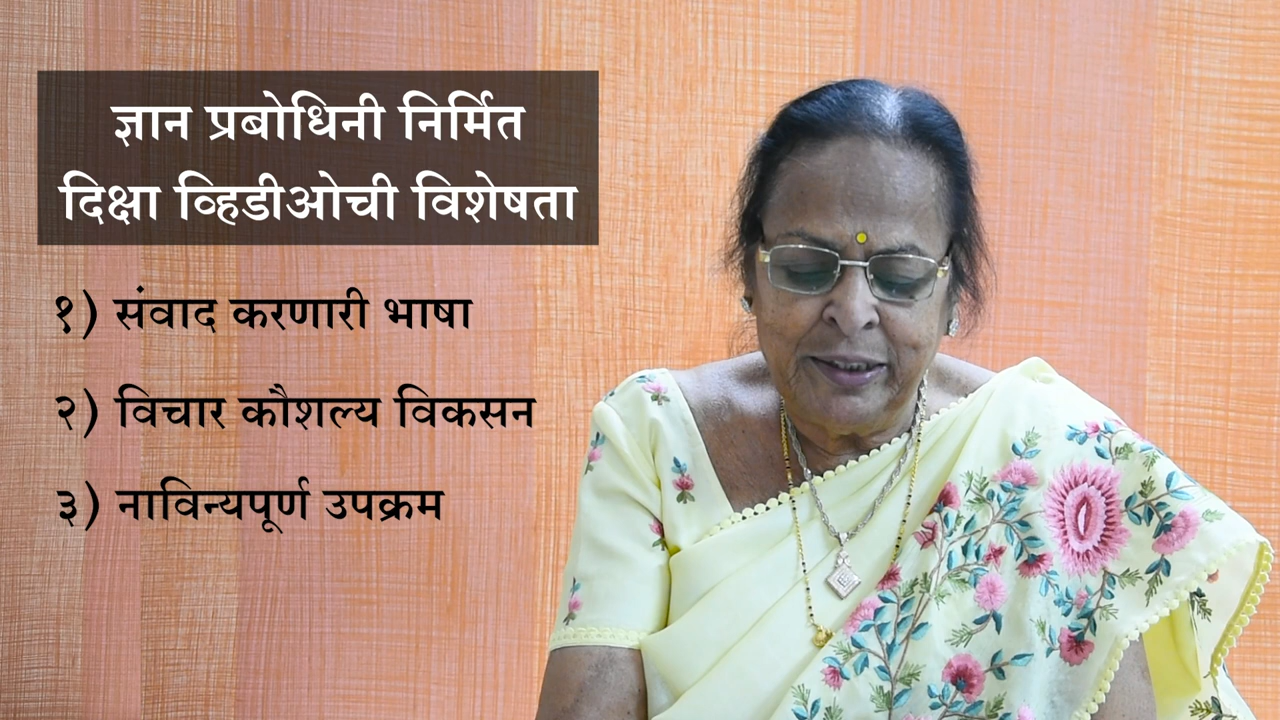 ज्ञान प्रबोधिनी निर्मित
दिक्षा व्हिडीओची विशेषता
१) संवाद करणारी भाषा
२) विचार कौशल्य विकसन
३) नाविन्यपूर्ण उपक्रम